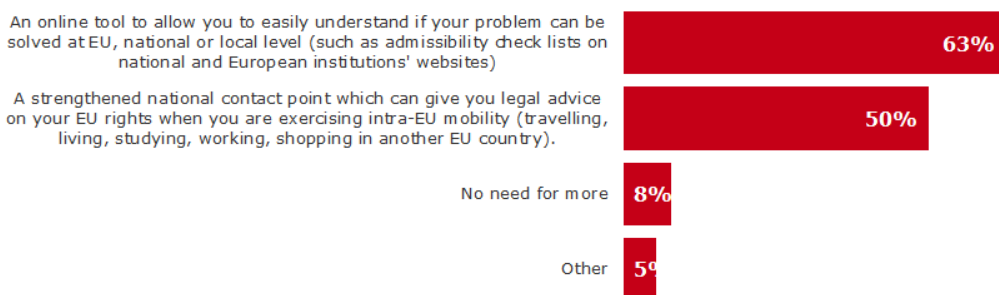 An online tool to allow you to easily understand if your problem can be
solved at EU, national or local level (such as admissibility check lists on
national and European institutions' websites)
63%
A strengthened national contact point which can give you legal advice
on your EU rights when you are exercising intra-EU mobility (travelling,
living, studying, working, shopping in another EU country).
50%
No need for more
8%
Other
5%